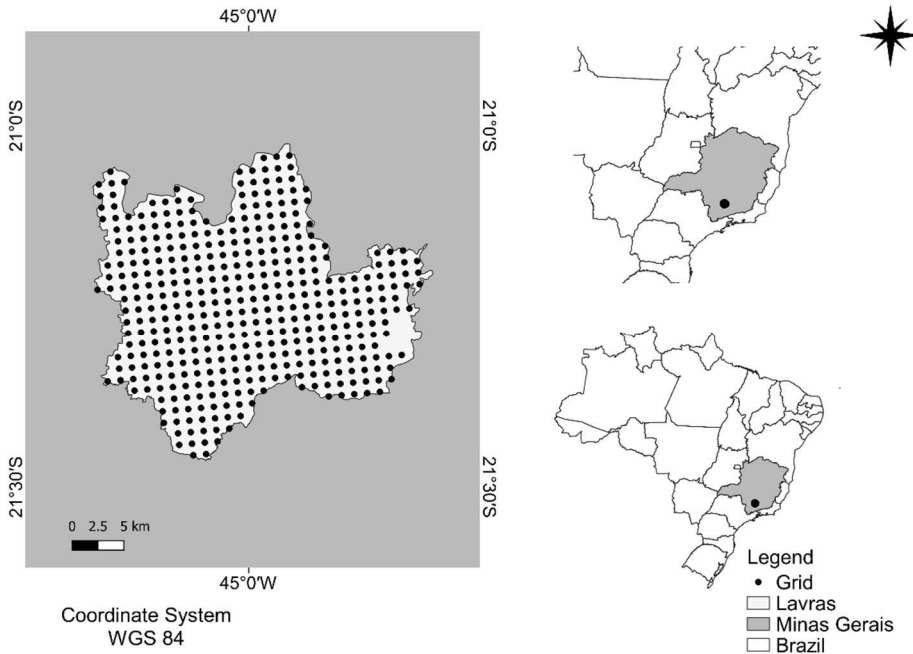 45°0'W
21°0'S
21°0'S
21°30'S
21°30'S
0 2.5 5 km
45°0'W
Coordinate System
WGS 84
Legend
Grid
Lavras
Minas Gerais
Brazil